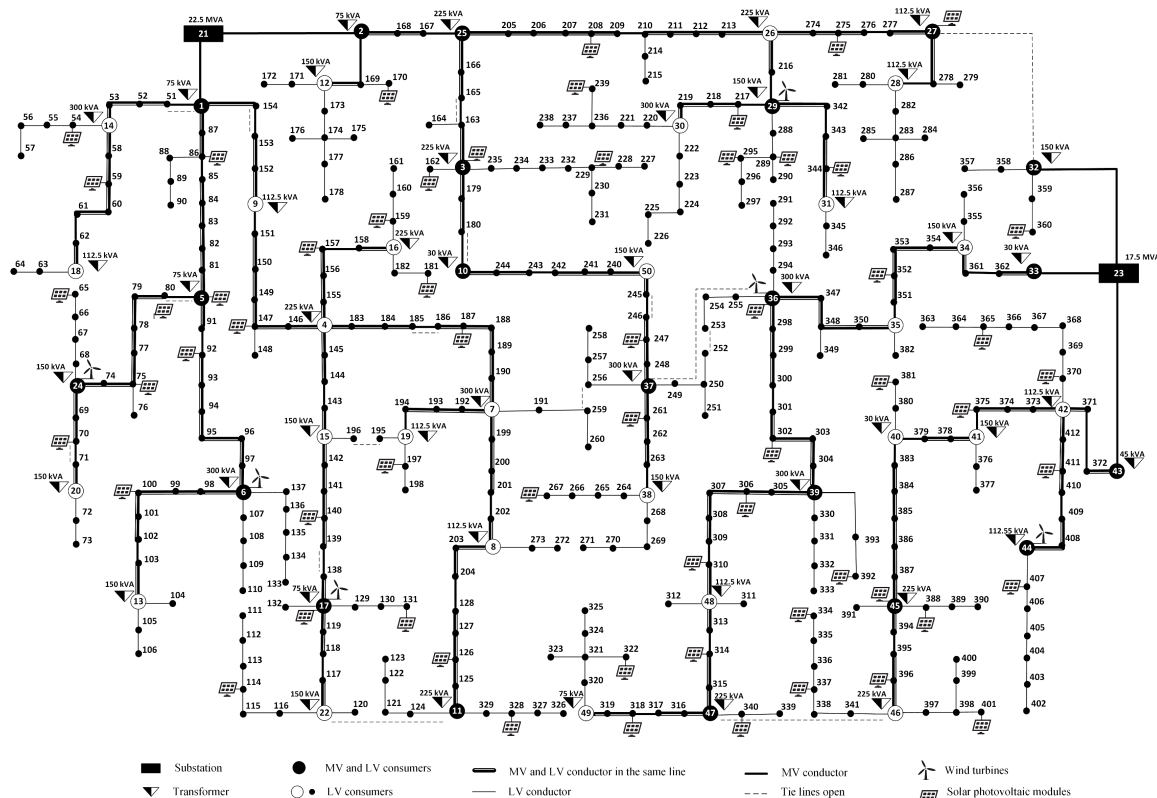 22.5 MVA 75 kVA 225 kVA 225 kVA 112.5 kVA
21 2 168 167 25 205 206 207 208 209 210 211 212 213 26 274 275 276 277 27
214
150 kVA 166 216 112.5 kVA
172 171 12 169 170 215 281 280 28 278 279
75 kVA 239 150 kVA
53 52 51 1 154 165 219 218 217 29 342
300 kVA 173 300 kVA 282
56 55 54 14 87 164 163 238 237 236 221 220 30 288 343
153 176 174 175 285 283 284
57 58 88 86 225 kVA 222 295 289 150 kVA
152 177 161 162 3 235 234 233 232 229 228 227 286 357 358 32
59 89 85 223 296 290 344
178 160 179 230 359
61 60 90 84 9 112.5 kVA 225 224 297 291 31 112.5 kVA 287 356
83 159 231 292 345 355 360
62 82 151 157 158 16 225 kVA 180 226 293 346 353 354 150 kVA 34 30 kVA
112.5 kVA 75 kVA 30 kVA 150 kVA 17.5 MVA
64 63 18 81 150 156 182 181 10 244 243 242 241 240 50 294 352 361 362 33 23
65 79 80 5 149 155 245 254 255 36 300 kVA 347 351
66 225 kVA
78 91 147 146 4 183 184 185 186 187 188 246 253 298 348 350 35 363 364 365 366 367 368
67 77 92 148 145 189 258 247 252 299 349 382 369
68 257 248
150 kVA 24 74 75 93 144 190 256 300 kVA 37 249 250 300 381 370
300 kVA 112.5 kVA
69 76 94 143 194 193 192 7 191 259 261 251 301 380 375 374 373 42 371
150 kVA 112.5 kVA 30 kVA 150 kVA
70 95 96 15 196 195 19 199 260 262 302 303 40 379 378 41 412
71 97 142 197 200 263 304 383 376 411 372 43 45 kVA
150 kVA 300 kVA 150 kVA 300 kVA
20 100 99 98 6 137 141 198 201 267 266 265 264 38 307 306 305 39 384 377 410
72 101 107 136 140 202 268 308 330 385 409
112.5 kVA 112.55 kVA
73 102 108 135 139 203 8 273 272 271 270 269 309 331 393 386 44 408
103 109 134 138 204 310 332 392 387 407
150 kVA 75 kVA 112.5 kVA 225 kVA
13 104 110 133 132 17 129 130 131 128 325 312 48 311 333 334 391 45 388 389 390 406
105 111 112 119 127 324 313 335 394 405
106 113 118 123 126 323 321 322 314 336 395 400 404
114 117 122 125 320 315 337 396 399 403
150 kVA 225 kVA 75 kVA 225 kVA 225 kVA
115 116 22 120 121 124 11 329 328 327 326 49 319 318 317 316 47 340 339 338 341 46 397 398 401 402
Substation MV and LV consumers MV and LV conductor in the same line MV conductor Wind turbines
Transformer LV consumers LV conductor Tie lines open Solar photovoltaic modules